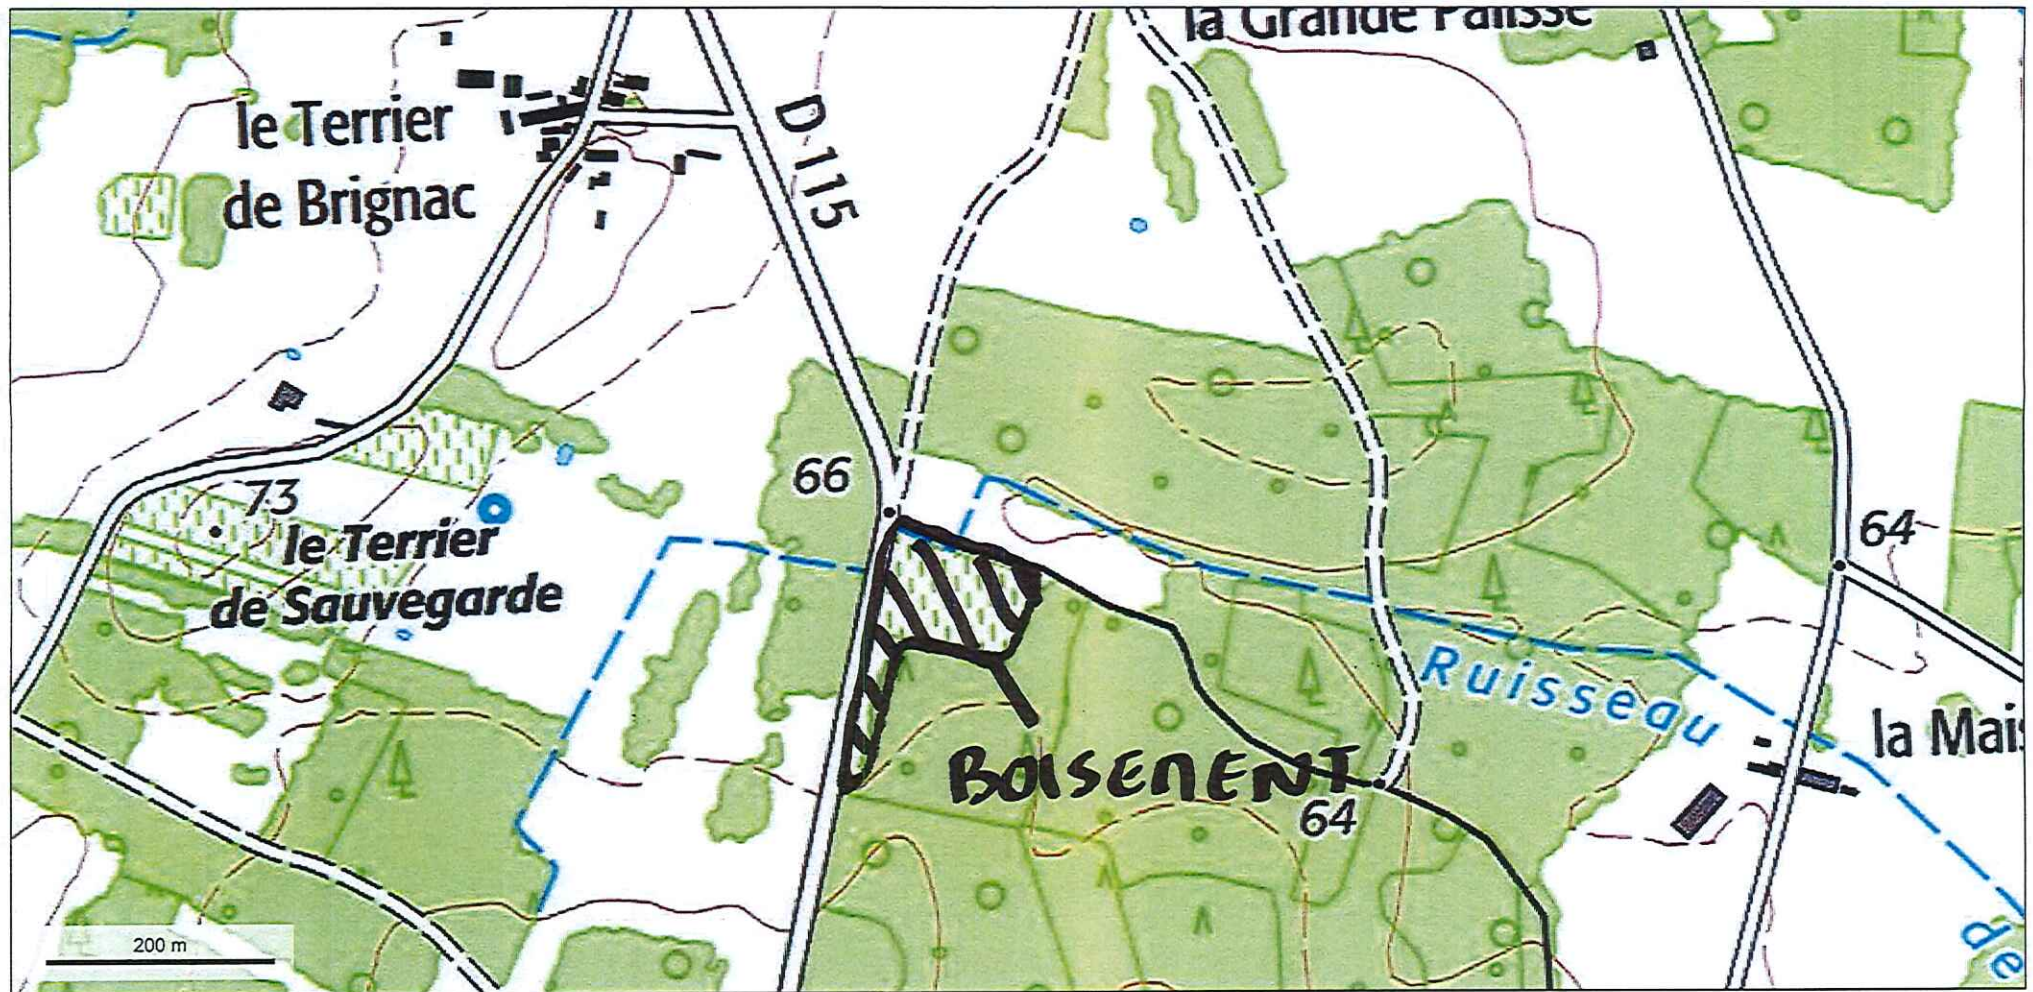 la Grande Palisse
le Terrier
de Brignac
D 115
66
73
le Terrier
de Sauvegarde
64
Ruisseau
la Mais
BOISEMENT
64
de
200 m